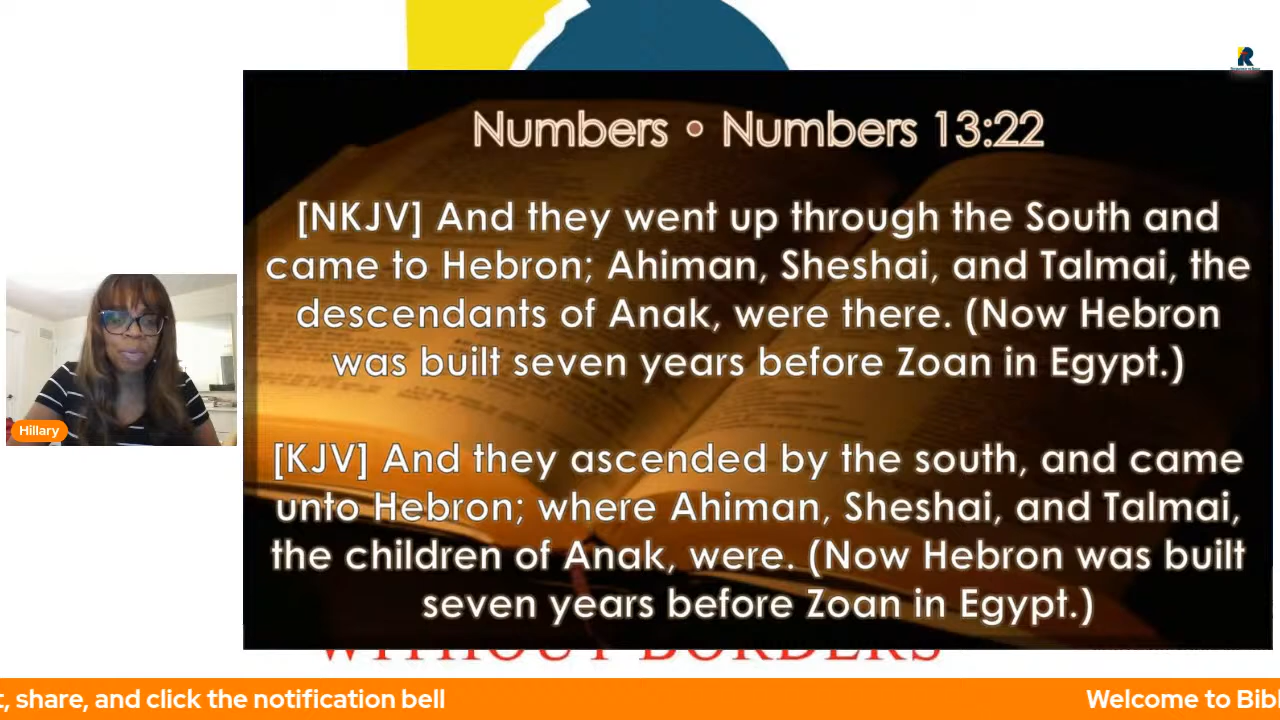 Numbers • Numbers 13:22
[NKJV] And they went up through the South and
came to Hebron; Ahiman, Sheshai, and Talmai, the
descendants of Anak, were there. (Now Hebron
was built seven years before Zoan in Egypt.)
[KJV] And they ascended by the south, and came
unto Hebron; where Ahiman, Sheshai, and Talmai,
the children of Anak, were. (Now Hebron was built
seven years before Zoan in Egypt.)
Hillary
WITHOUT BORDERS
, share, and click the notification bell
Welcome to Bibl